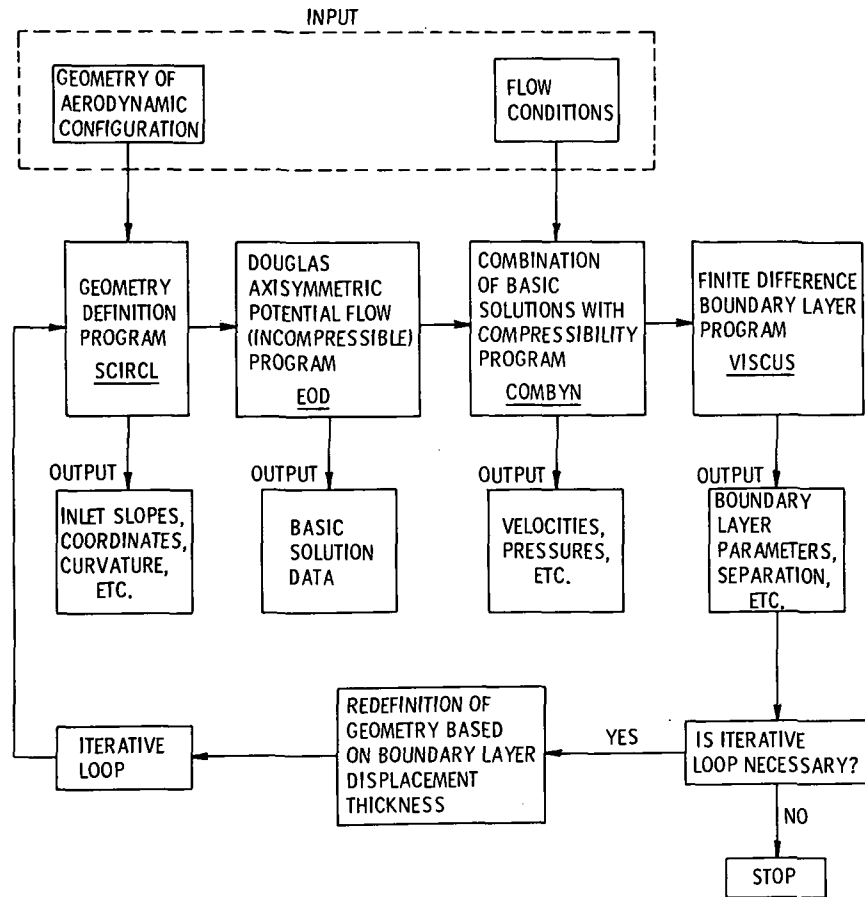 INPUT
GEOMETRY OF
AERODYNAMIC
CONFIGURATION
FLOW
CONDITIONS
GEOMETRY
DEFINITION
PROGRAM
SCIRCL
DOUGLAS
AXISYMMETRIC
POTENTIAL FLOW
(INCOMPRESSIBLE)
PROGRAM
EOD
COMBINATION
OF BASIC
SOLUTIONS WITH
COMPRESSIBILITY
PROGRAM
COMBYN
FINITE DIFFERENCE
BOUNDARY LAYER
PROGRAM
VISCUS
OUTPUT
OUTPUT
OUTPUT
OUTPUT
INLET SLOPES,
COORDINATES,
CURVATURE,
ETC.
BASIC
SOLUTION
DATA
VELOCITIES,
PRESSURES,
ETC.
BOUNDARY
LAYER
PARAMETERS,
SEPARATION,
ETC.
ITERATIVE
LOOP
REDEFINITION OF
GEOMETRY BASED
ON BOUNDARY LAYER
DISPLACEMENT
THICKNESS
YES
IS ITERATIVE
LOOP NECESSARY?
NO
STOP